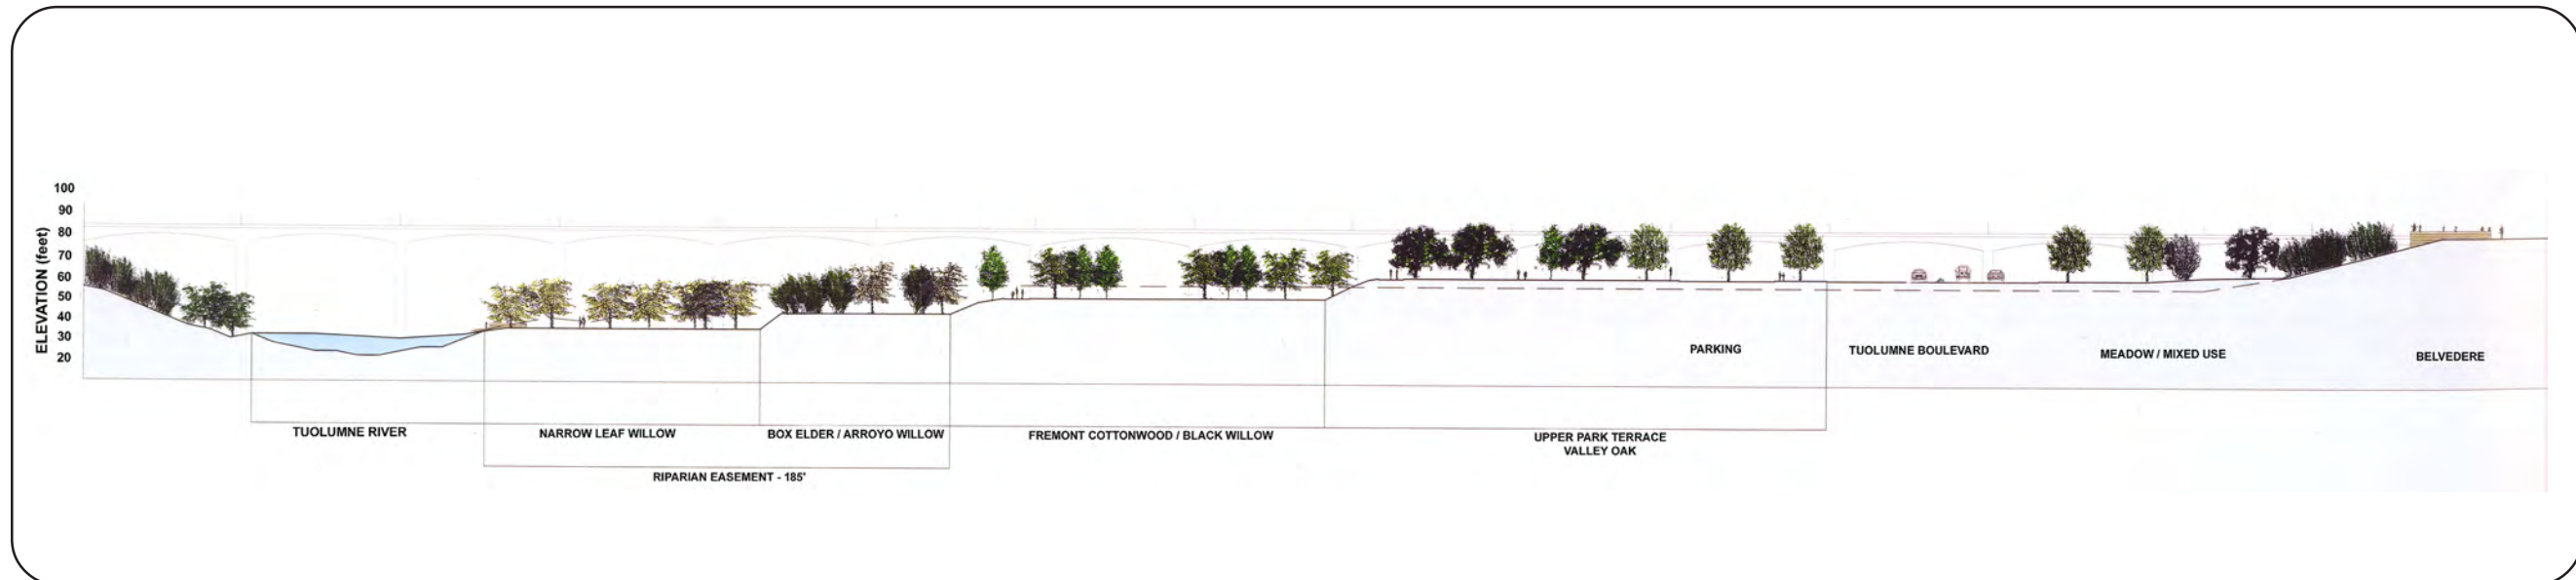 100
90
80
70
60
50
40
30
20
ELEVATION (feet)
PARKING
TUOLUMNE BOULEVARD
MEADOW / MIXED USE
BELVEDERE
TUOLUMNE RIVER
NARROW LEAF WILLOW
BOX ELDER / ARROYO WILLOW
FREMONT COTTONWOOD / BLACK WILLOW
UPPER PARK TERRACE
VALLEY OAK
RIPARIAN EASEMENT - 185'